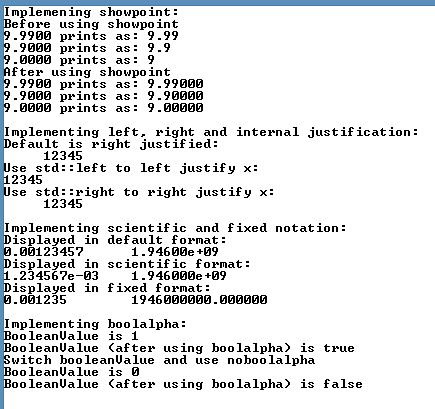 Implementing showpoint:
Before using showpoint
9.9900 prints as: 9.99
9.9000 prints as: 9.9
9.0000 prints as: 9
After using showpoint
9.9900 prints as: 9.99000
9.9000 prints as: 9.90000
9.0000 prints as: 9.00000
Implementing left, right and internal justification:
Default is right justified:
12345
Use std::left to left justify x:
12345
Use std::right to right justify x:
12345
Implementing scientific and fixed notation:
Displayed in default format:
0.00123457 1.94600e+09
Displayed in scientific format:
1.234567e-03 1.946000e+09
Displayed in fixed format:
0.001235 1946000000.000000
Implementing boolalpha:
BooleanValue is 1
BooleanValue (after using boolalpha) is true
Switch booleanValue and use noboolalpha
BooleanValue is 0
BooleanValue (after using boolalpha) is false